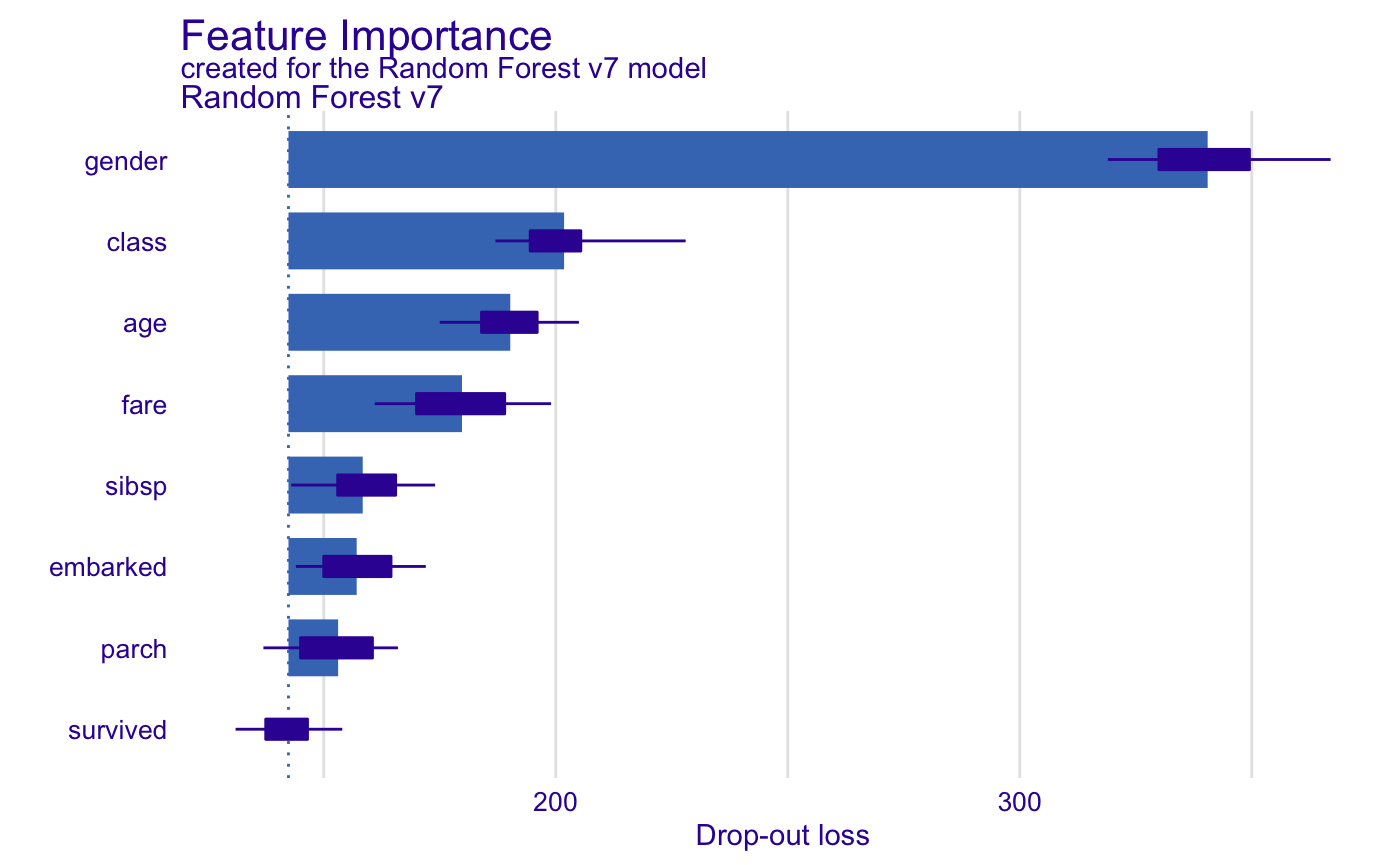 Feature Importance
created for the Random Forest v7 model
Random Forest v7
gender
class
age
fare
sibsp
embarked
parch
survived
200
300
Drop-out loss